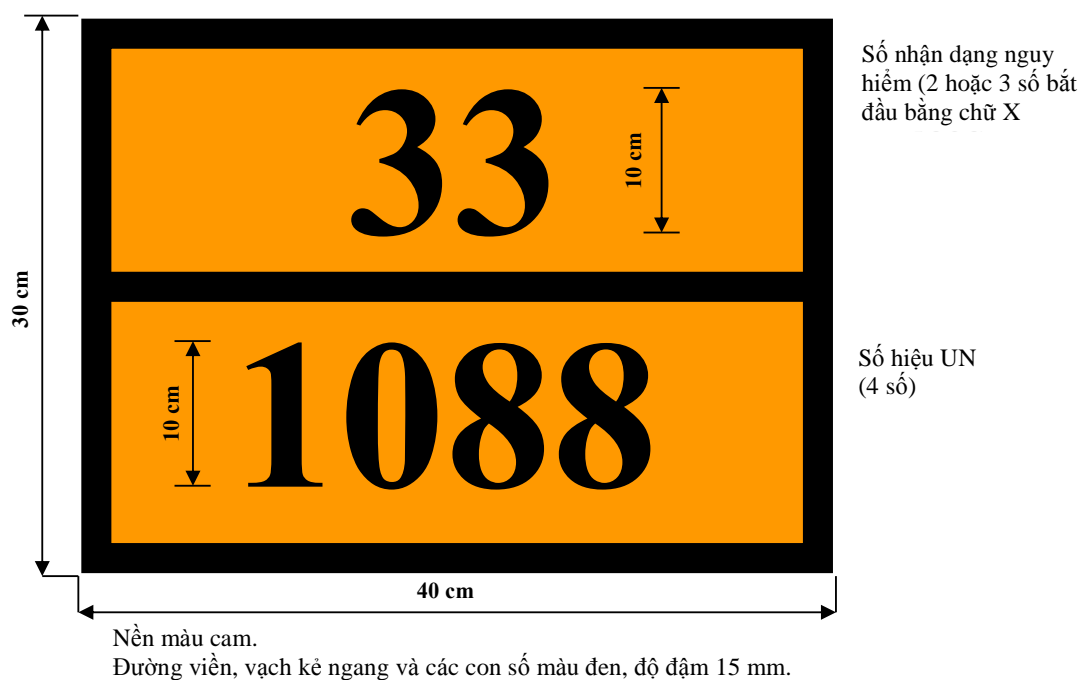 Số nhận dạng nguy
hiểm (2 hoặc 3 số bắt
đầu bằng chữ X
33
10 cm
30 cm
Số hiệu UN
(4 số)
10 cm
1088
40 cm
Nền màu cam.
Đường viền, vạch kẻ ngang và các con số màu đen, độ đậm 15 mm.